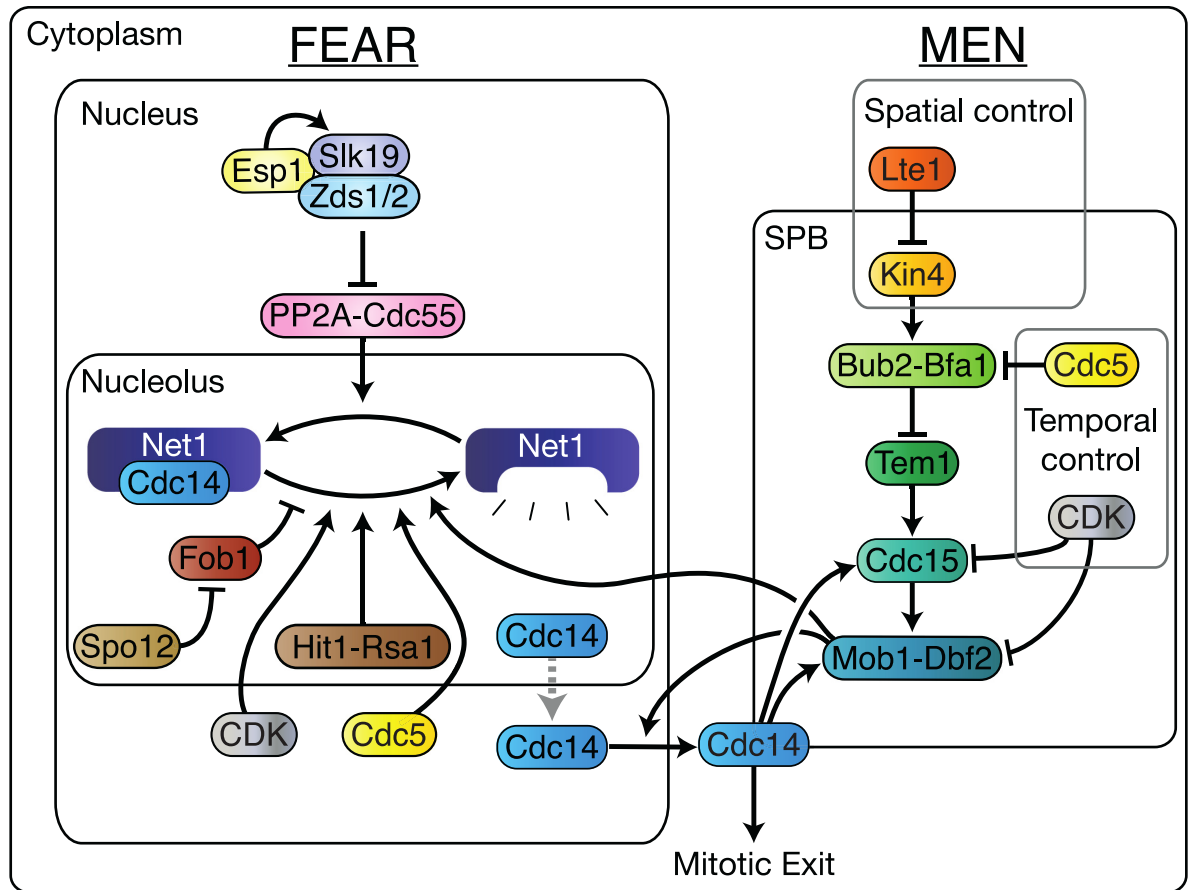 Cytoplasm
FEAR
MEN
Nucleus
Esp1
Slk19
Zds1/2
PP2A-Cdc55
Nucleolus
Net1
Cdc14
Net1
Fob1
Spo12
Hit1-Rsa1
CDK
Cdc5
Cdc14
Cdc14
Cdc14
Mitotic Exit
Spatial control
Lte1
SPB
Kin4
Bub2-Bfa1
Cdc5
Temporal
control
Tem1
CDK
Cdc15
Mob1-Dbf2